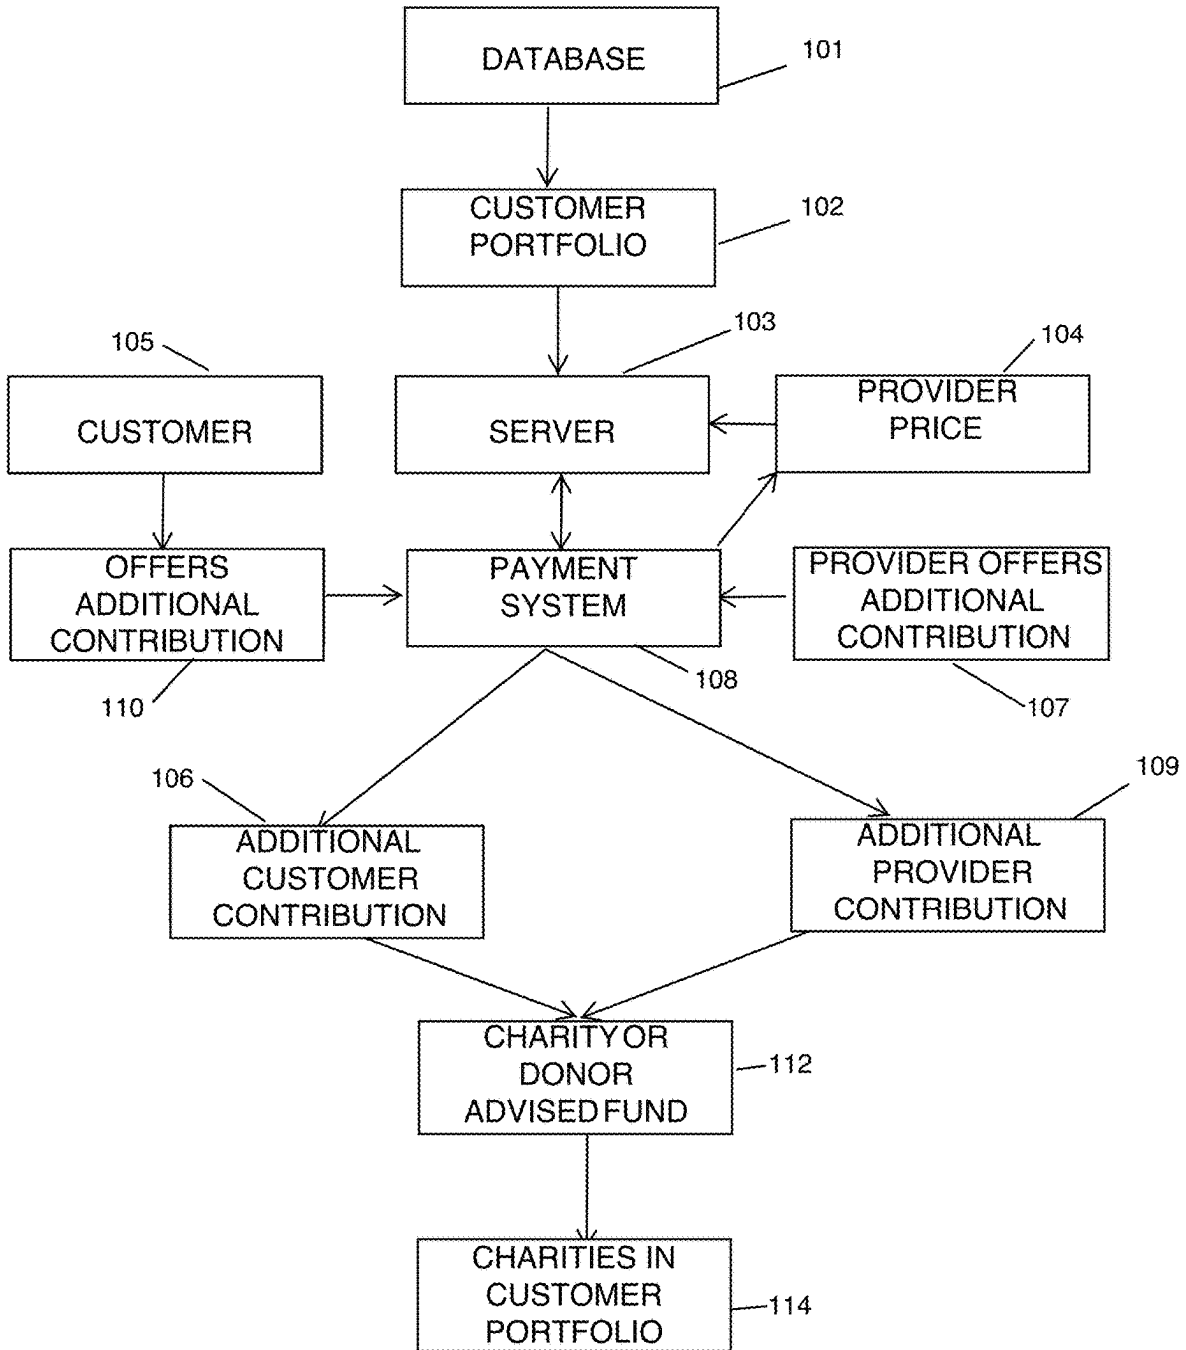 DATABASE
101
CUSTOMER
PORTFOLIO
102
103
104
105
CUSTOMER
SERVER
PROVIDER
PRICE
OFFERS
ADDITIONAL
CONTRIBUTION
110
PAYMENT
SYSTEM
108
PROVIDER OFFERS
ADDITIONAL
CONTRIBUTION
107
106
ADDITIONAL
CUSTOMER
CONTRIBUTION
109
ADDITIONAL
PROVIDER
CONTRIBUTION
CHARITY OR
DONOR
ADVISED FUND
112
CHARITIES IN
CUSTOMER
PORTFOLIO
114